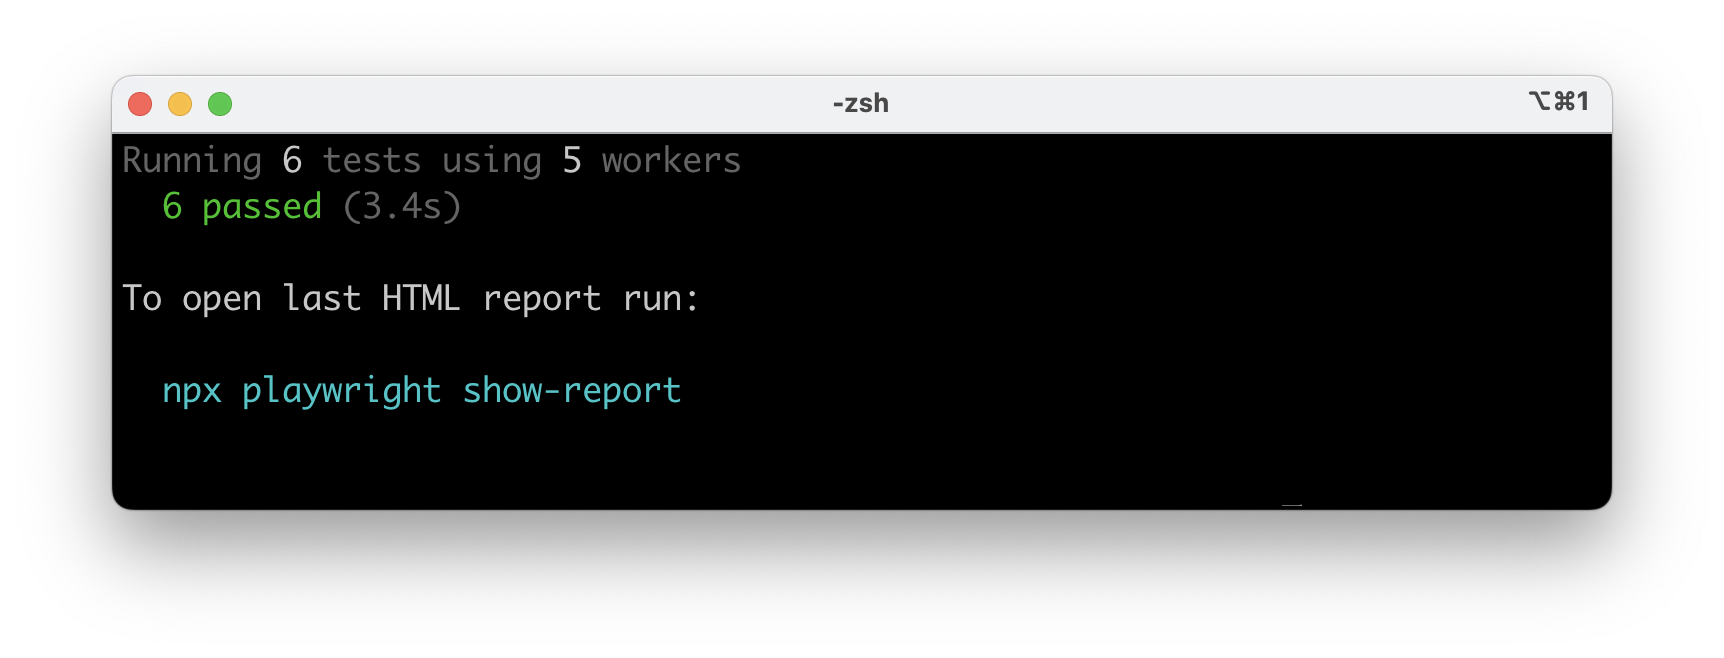 -zsh
⌥⌘1
Running 6 tests using 5 workers
6 passed (3.4s)
To open last HTML report run:
npx playwright show-report